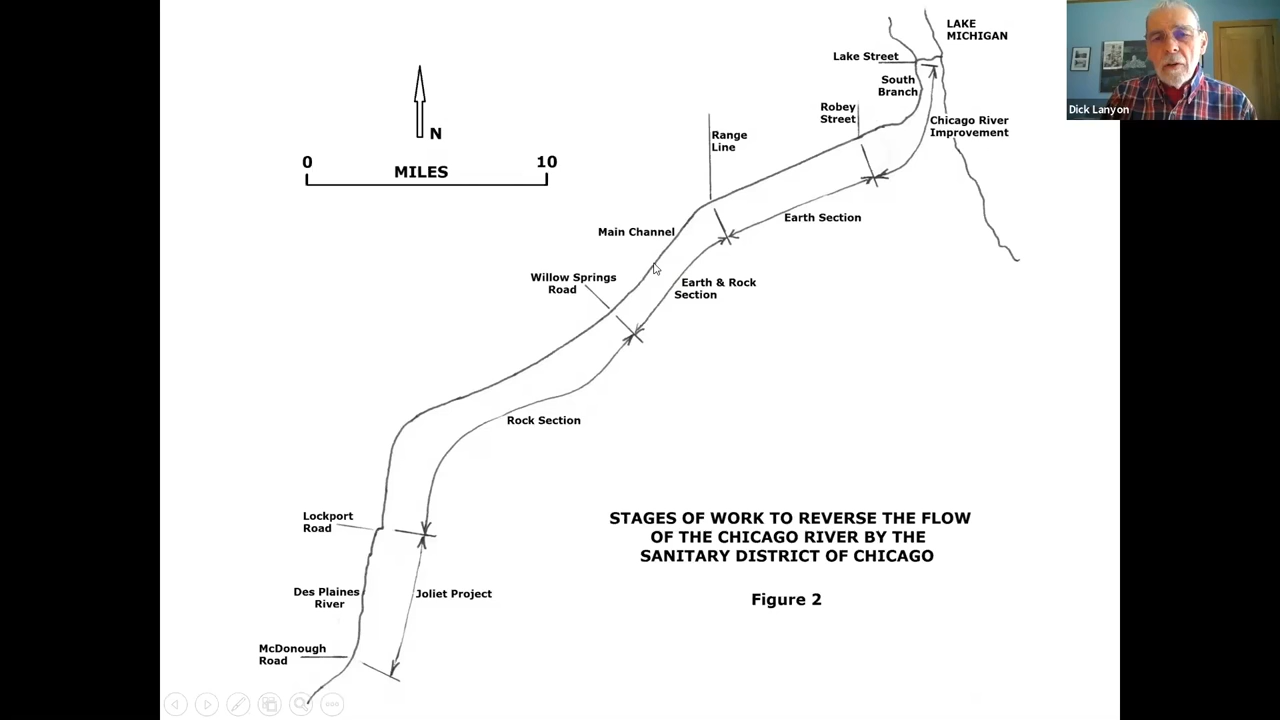 LAKE
MICHIGAN
Lake Street
South
Branch
Robey
Street
Chicago River
Improvement
Range
Line
N
0
10
MILES
Earth Section
Main Channel
Willow Springs
Road
Earth & Rock
Section
Rock Section
Lockport
Road
Des Plaines
River
Joliet Project
McDonough
Road
STAGES OF WORK TO REVERSE THE FLOW
OF THE CHICAGO RIVER BY THE
SANITARY DISTRICT OF CHICAGO
Figure 2
Dick Lanyon